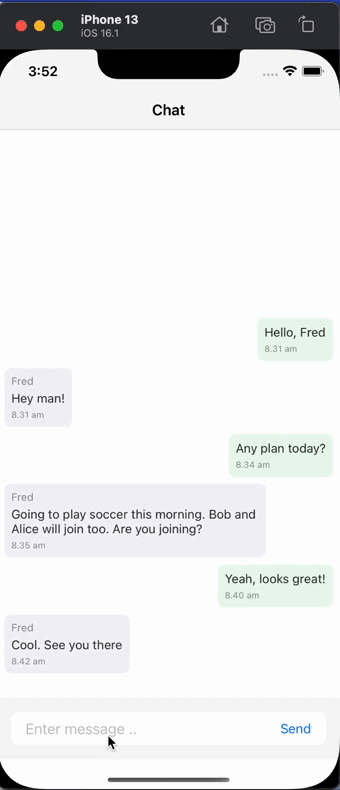 iPhone 13
iOS 16.1
3:52
Chat
Hello, Fred
8.31 am
Fred
Hey man!
8.31 am
Any plan today?
8.34 am
Fred
Going to play soccer this morning. Bob and
Alice will join too. Are you joining?
8.35 am
Yeah, looks great!
8.40 am
Fred
Cool. See you there
8.42 am
Enter message ..
Send